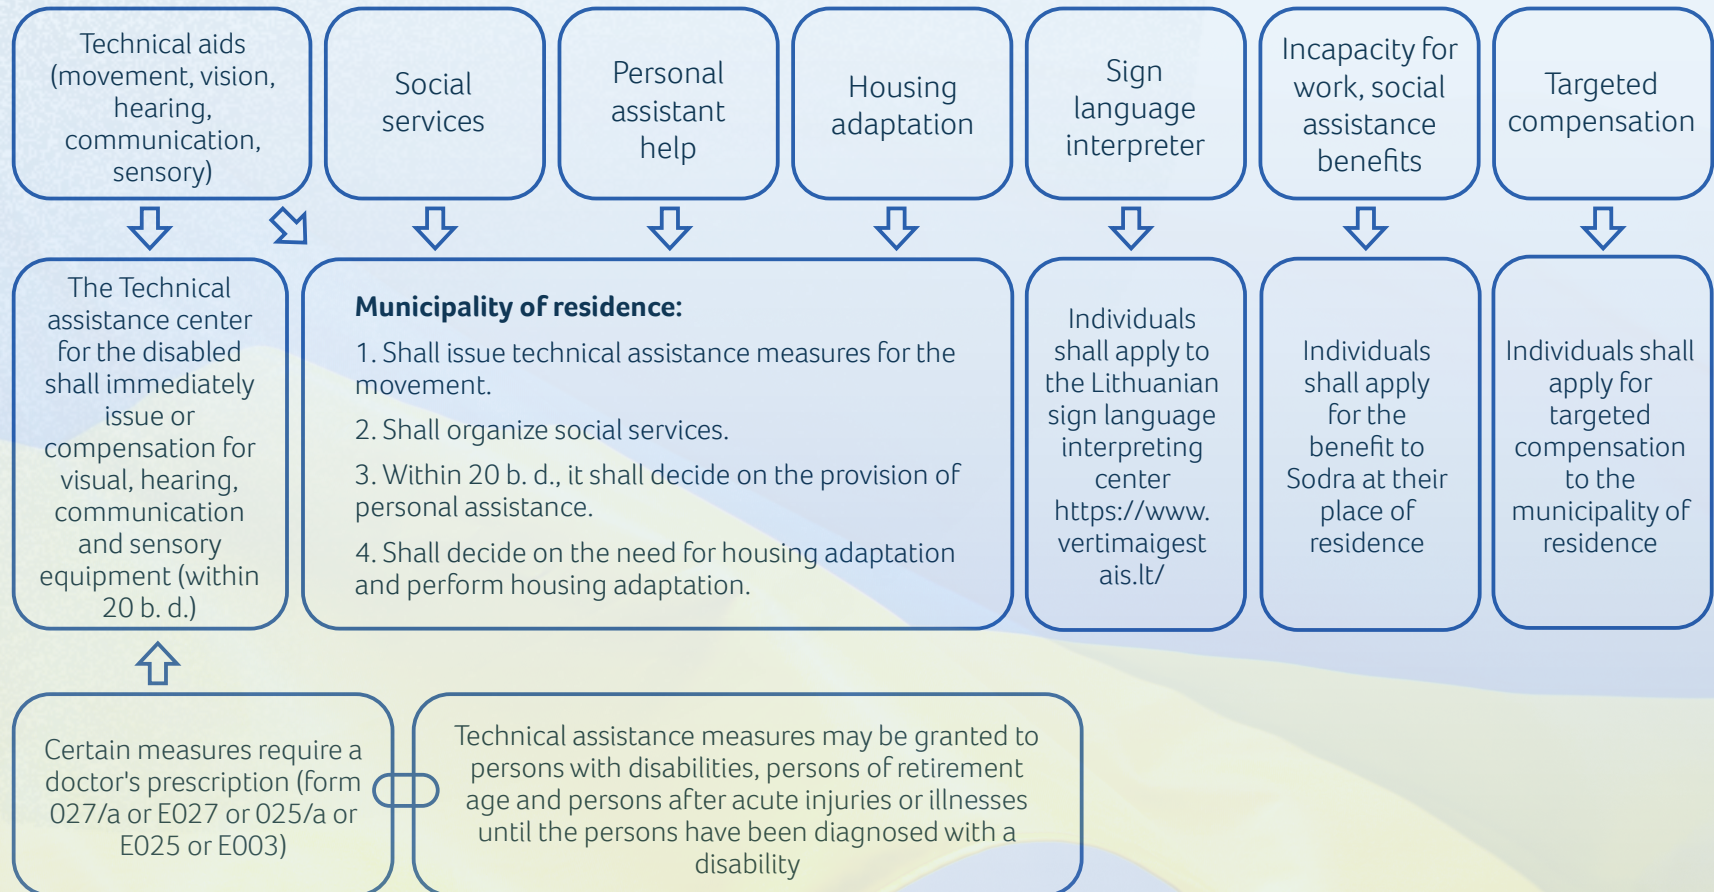 Technical aids
(movement, vision,
hearing,
communication,
sensory)
Social
services
Personal
assistant
help
Housing
adaptation
Sign
language
interpreter
Incapacity for
work, social
assistance
benefits
Targeted
compensation
The Technical
assistance center
for the disabled
shall immediately
issue or
compensation for
visual, hearing,
communication
and sensory
equipment (within
20 b. d.)
Municipality of residence:
1. Shall issue technical assistance measures for the
movement.
2. Shall organize social services.
3. Within 20 b. d., it shall decide on the provision of
personal assistance.
4. Shall decide on the need for housing adaptation
and perform housing adaptation.
Individuals
shall apply to
the Lithuanian
sign language
interpreting
center
https://www.
vertimaigest
ais.lt/
Individuals
shall apply
for the
benefit to
Sodra at their
place of
residence
Individuals shall
apply for
targeted
compensation
to the
municipality of
residence
Certain measures require a
doctor's prescription (form
027/a or E027 or 025/a or
E025 or E003)
Technical assistance measures may be granted to
persons with disabilities, persons of retirement
age and persons after acute injuries or illnesses
until the persons have been diagnosed with a
disability